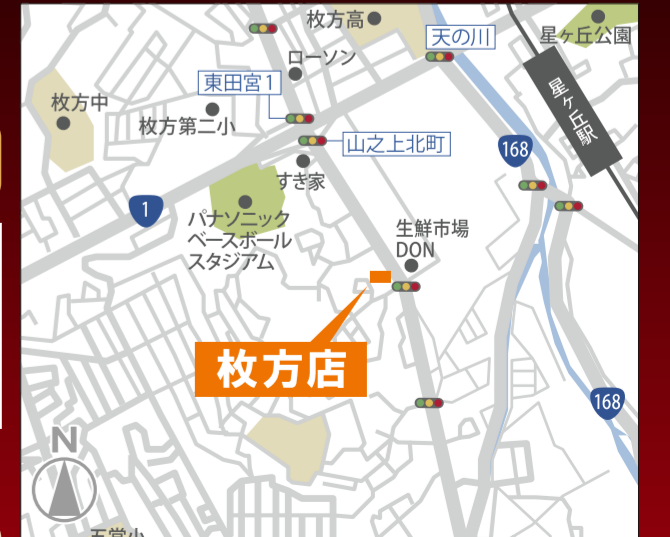 枚方高
天の川
星ヶ丘公園
ローソン
東田宮1
枚方中
枚方第二小
星ヶ丘駅
山之上北町
168
すき家
1
パナソニック
ベースボール
スタジアム
生鮮市場
DON
枚方店
168
N
五常小